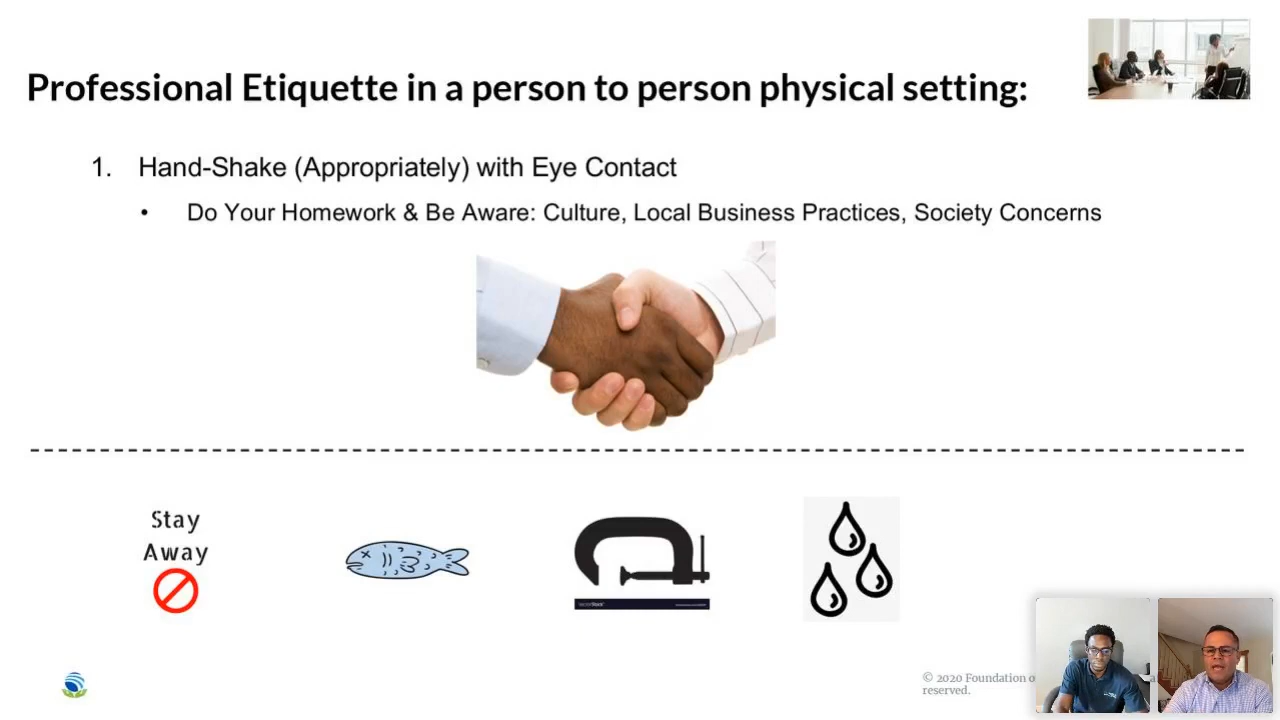 Professional Etiquette in a person to person physical setting:
1. Hand-Shake (Appropriately) with Eye Contact
• Do Your Homework & Be Aware: Culture, Local Business Practices, Society Concerns
Stay
Away
© 2020 Foundation
reserved.